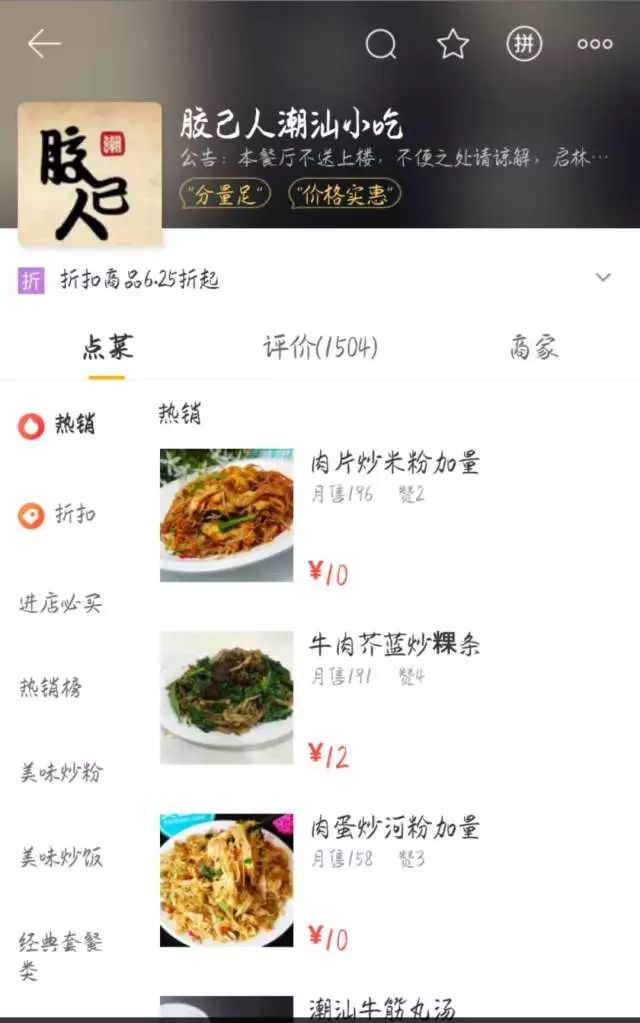 拼
胶己人潮汕小吃
潮
胶己人
公告：本餐厅不送上楼，不便之处请谅解，启林…
“分量足”
“价格实惠”
折 折扣商品6.25折起
点菜 评价(1504) 商家
热销
折扣
进店必买
热销榜
美味炒粉
美味炒饭
经典套餐
类
热销
肉片炒米粉加量
月售196 赞2
¥10
牛肉芥蓝炒粿条
月售191 赞4
¥12
肉蛋炒河粉加量
月售158 赞3
¥10
潮汕牛筋丸汤